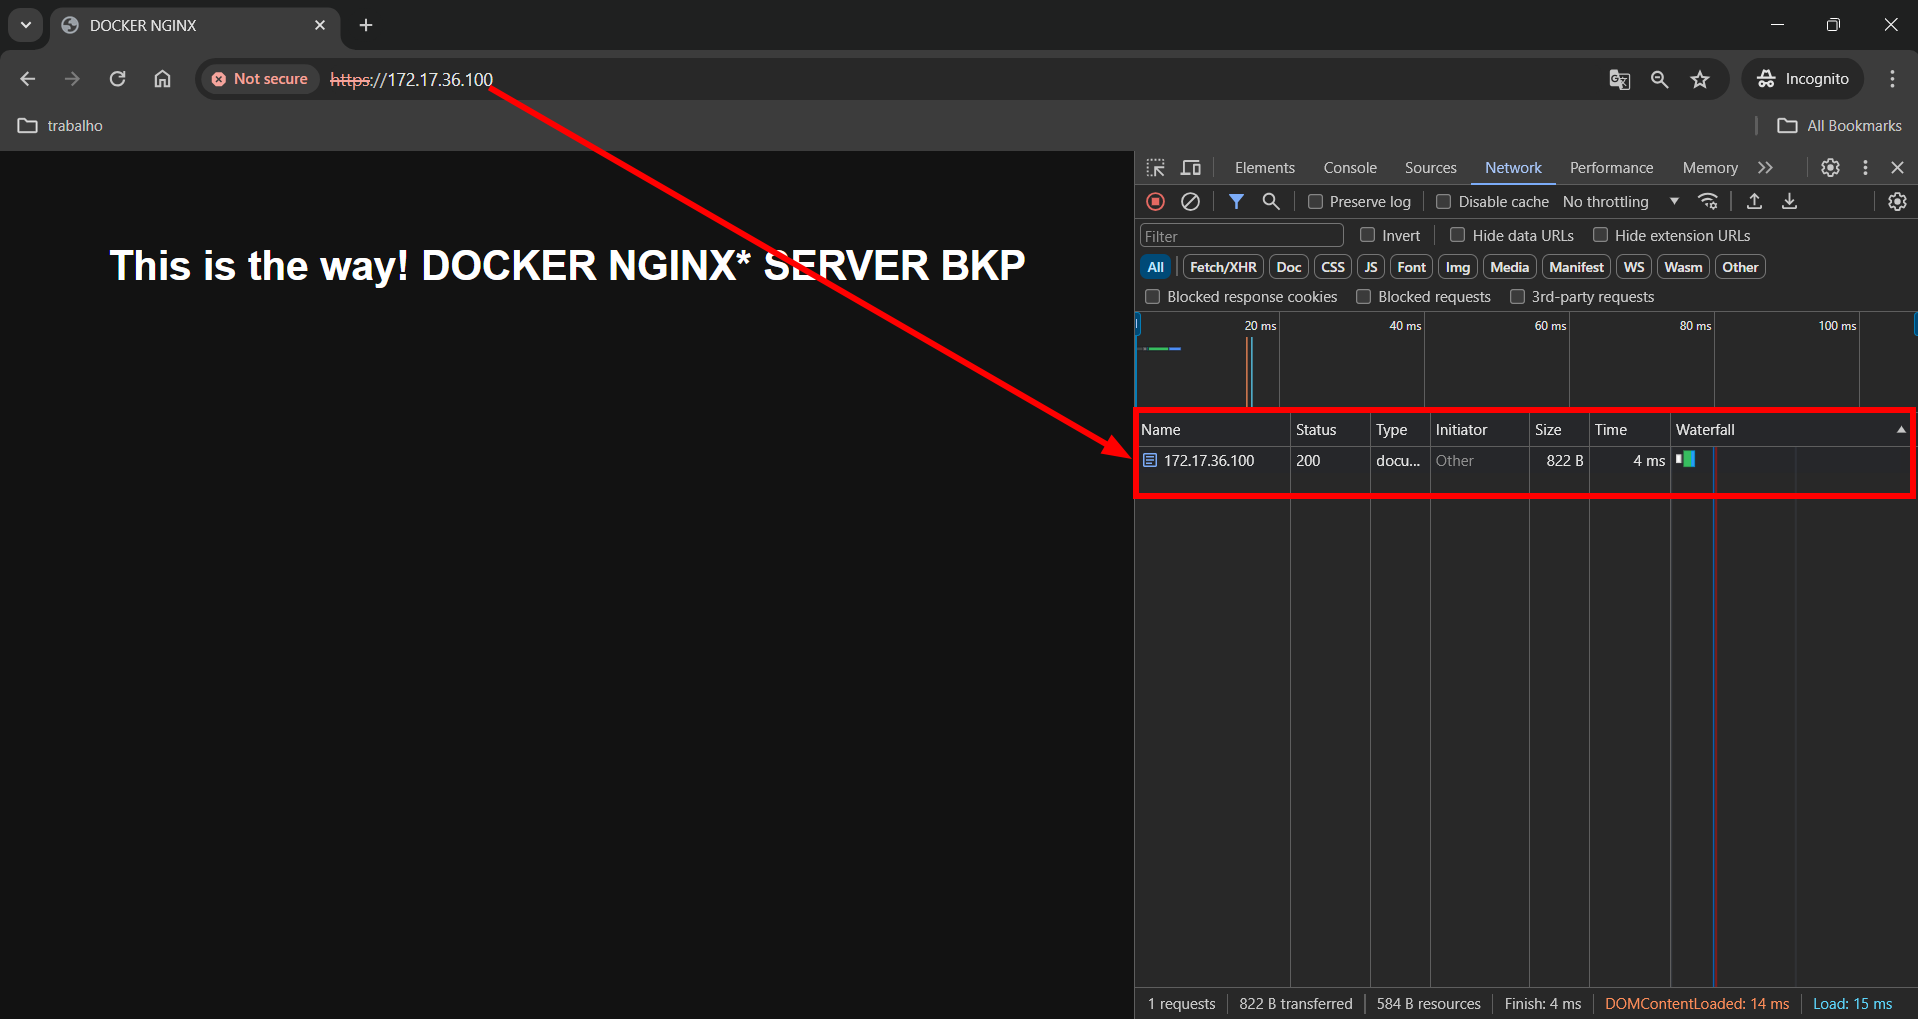 DOCKER NGINX
Not secure https://172.17.36.100
Incognito
trabalho
All Bookmarks
This is the way! DOCKER NGINX* SERVER BKP
Elements Console Sources Network Performance Memory
Preserve log Disable cache No throttling
Filter Invert Hide data URLs Hide extension URLs
All Fetch/XHR Doc CSS JS Font Img Media Manifest WS Wasm Other
Blocked response cookies Blocked requests 3rd-party requests
20 ms 40 ms 60 ms 80 ms 100 ms
Name Status Type Initiator Size Time Waterfall
172.17.36.100 200 docu... Other 822 B 4 ms
1 requests 822 B transferred 584 B resources Finish: 4 ms DOMContentLoaded: 14 ms Load: 15 ms